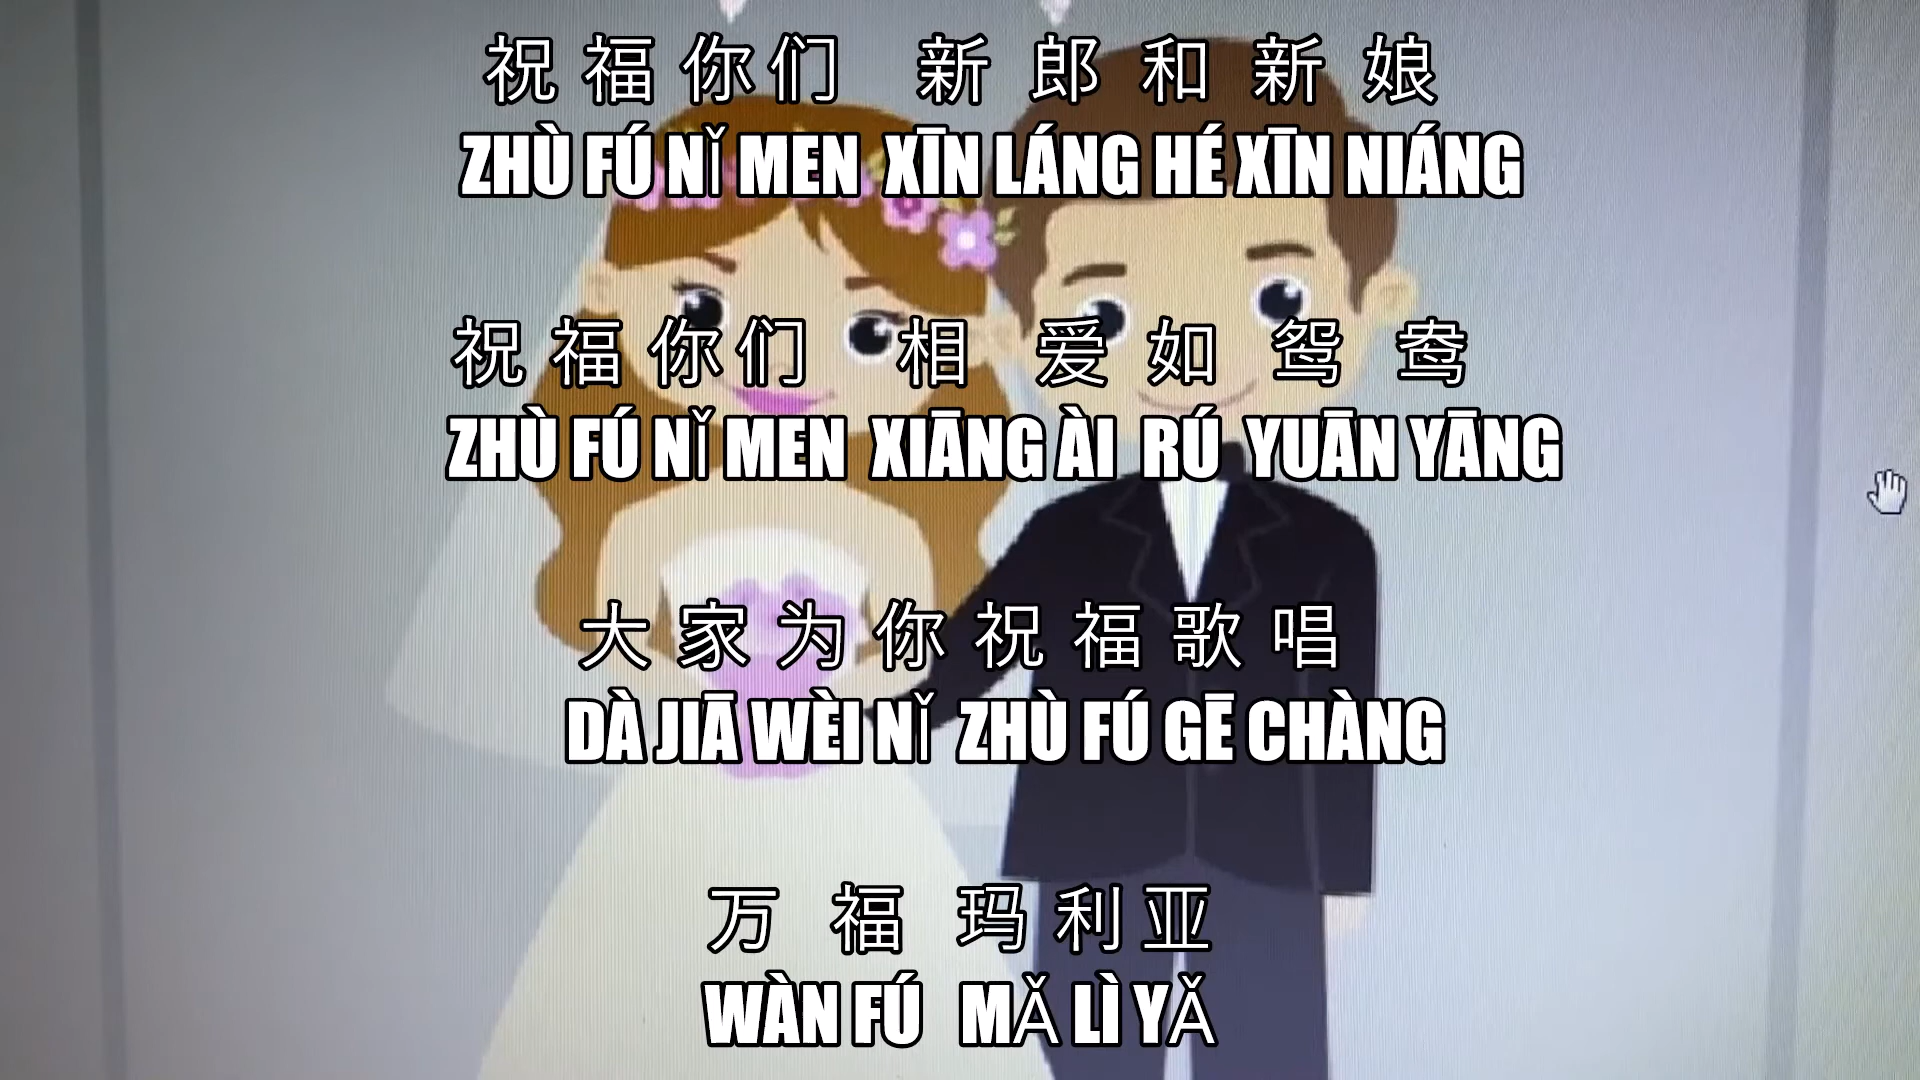 祝福你们 新郎和新娘
ZHÙ FÚ NǏ MEN XĪN LÁNG HÉ XĪN NIÁNG
祝福你们 相爱如鸳鸯
ZHÙ FÚ NǏ MEN XIĀNG ÀI RÚ YUĀN YĀNG
大家为你祝福歌唱
DÀ JIĀ WÈI NǏ ZHÙ FÚ GĒ CHÀNG
万福 玛利亚
WÀN FÚ MǍ LÌ YǍ